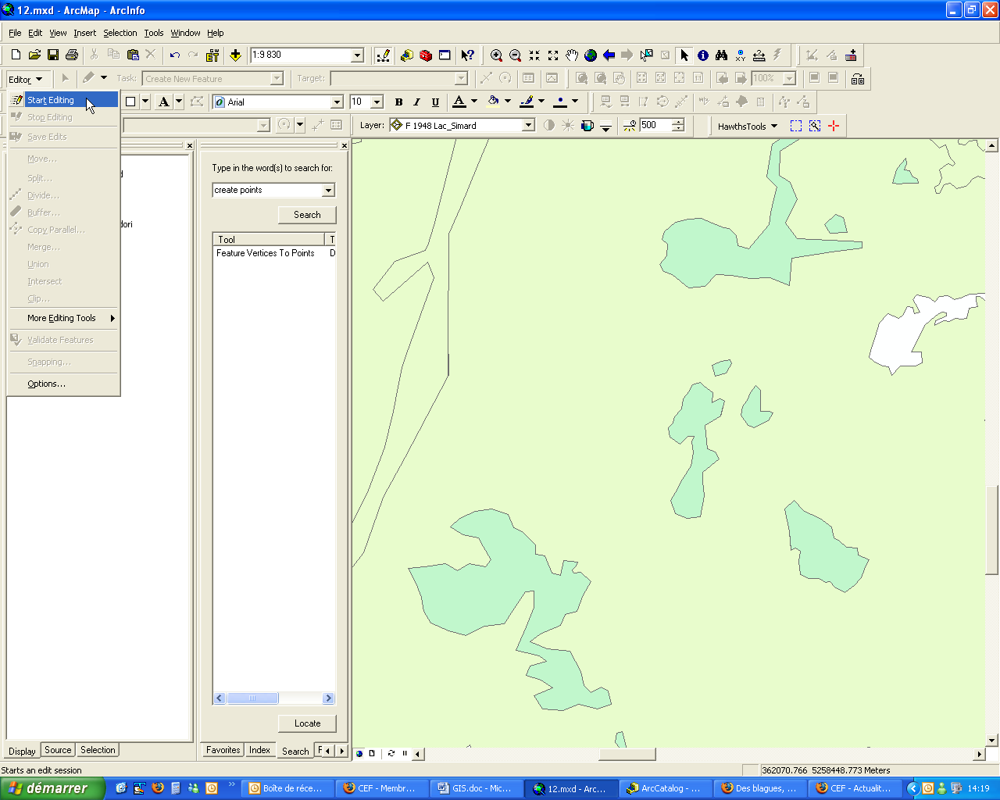 12.mxd - ArcMap - ArcInfo
File Edit View Insert Selection Tools Window Help
1:9 830
Editor Task: Create New Feature Target: 100%
Start Editing
Arial 10 B I U A
Stop Editing
Layer: F 1948 Lac_Simard 500 HawthsTools
Save Edits
Move...
Split...
Divide...
Buffer...
Copy Parallel...
Merge...
Union
Intersect
Clip...
More Editing Tools
Validate Features
Snapping...
Options...
d
dori
Type in the word(s) to search for:
create points
Search
Tool T
Feature Vertices To Points D
Locate
Display Source Selection
Favorites Index Search F
Starts an edit session
362070.766 5258448.773 Meters
démarrer
Boîte de réce...
CEF - Membr...
GIS.doc - Mic...
12.mxd - Arc...
ArcCatalog - ...
Des blagues, ...
CEF - Actualit...
14:19